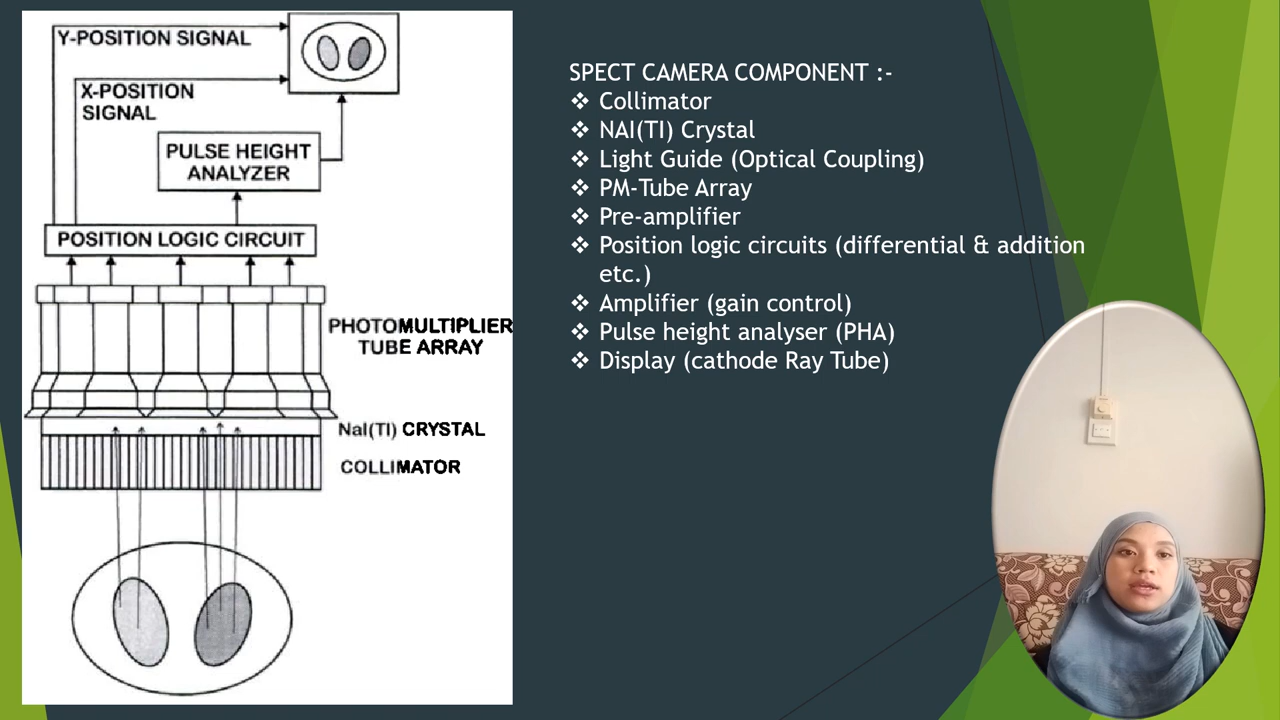 Y-POSITION SIGNAL
X-POSITION
SIGNAL
PULSE HEIGHT
ANALYZER
POSITION LOGIC CIRCUIT
PHOTOMULTIPLIER
TUBE ARRAY
NaI(Tl) CRYSTAL
COLLIMATOR
SPECT CAMERA COMPONENT :-
❖ Collimator
❖ NAI(TI) Crystal
❖ Light Guide (Optical Coupling)
❖ PM-Tube Array
❖ Pre-amplifier
❖ Position logic circuits (differential & addition
etc.)
❖ Amplifier (gain control)
❖ Pulse height analyser (PHA)
❖ Display (cathode Ray Tube)